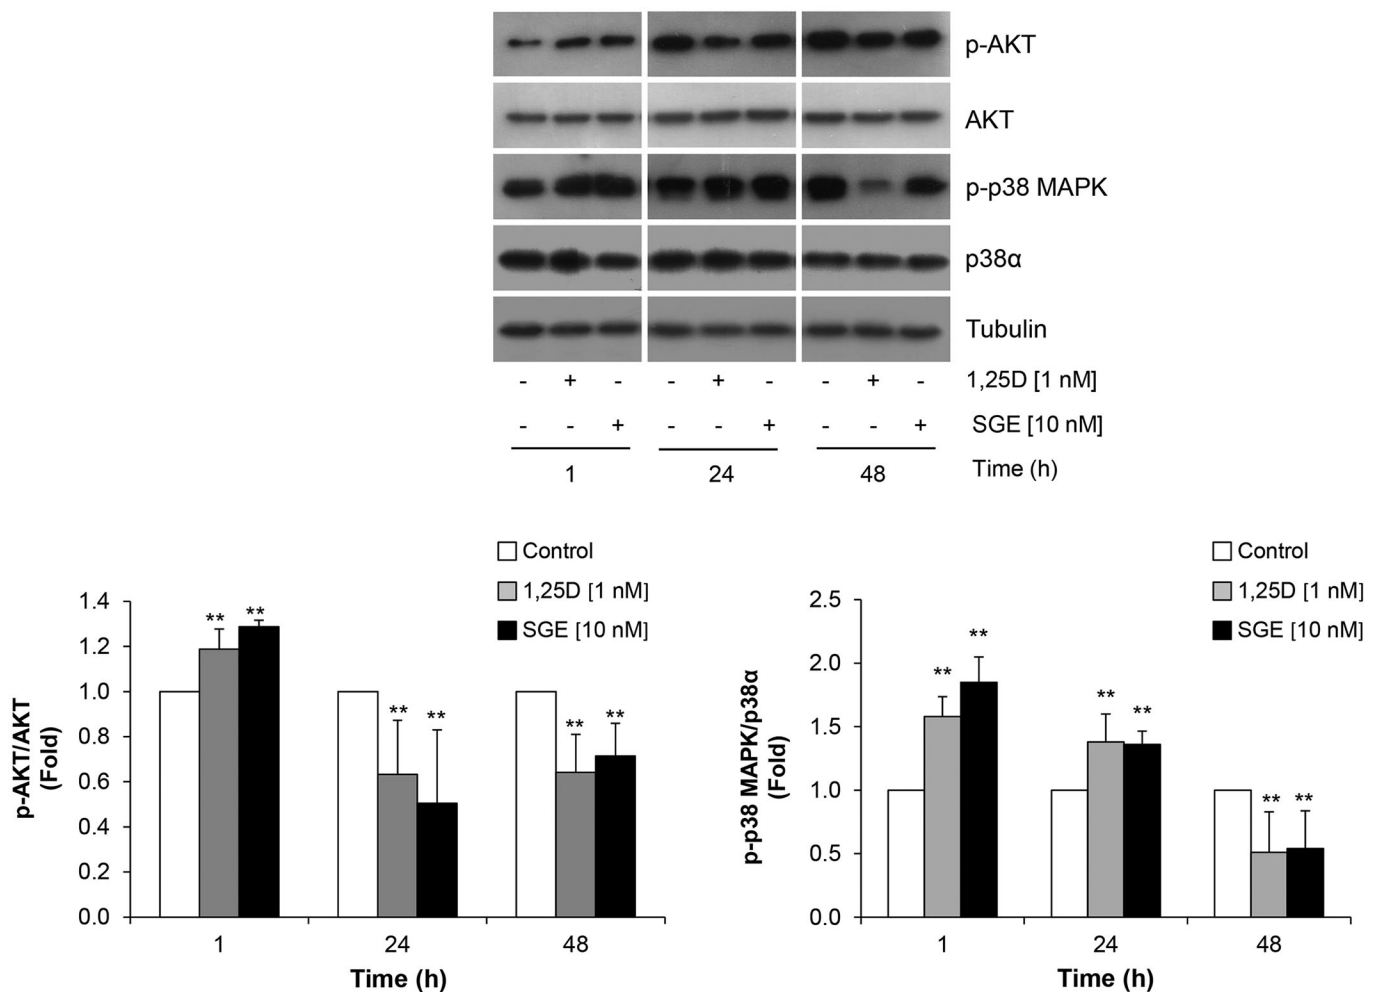 p-AKT
AKT
p-p38 MAPK
p38α
Tubulin
- + - - + - - + - 1,25D [1 nM]
- - + - - + - - + SGE [10 nM]
1 24 48 Time (h)
Control
1,25D [1 nM]
SGE [10 nM]
1.4
1.2
1.0
0.8
0.6
0.4
0.2
0.0
p-AKT/AKT
(Fold)
** **
** **
** **
1 24 48
Time (h)
Control
1,25D [1 nM]
SGE [10 nM]
2.5
2.0
1.5
1.0
0.5
0.0
p-p38 MAPK/p38α
(Fold)
** **
** **
** **
1 24 48
Time (h)